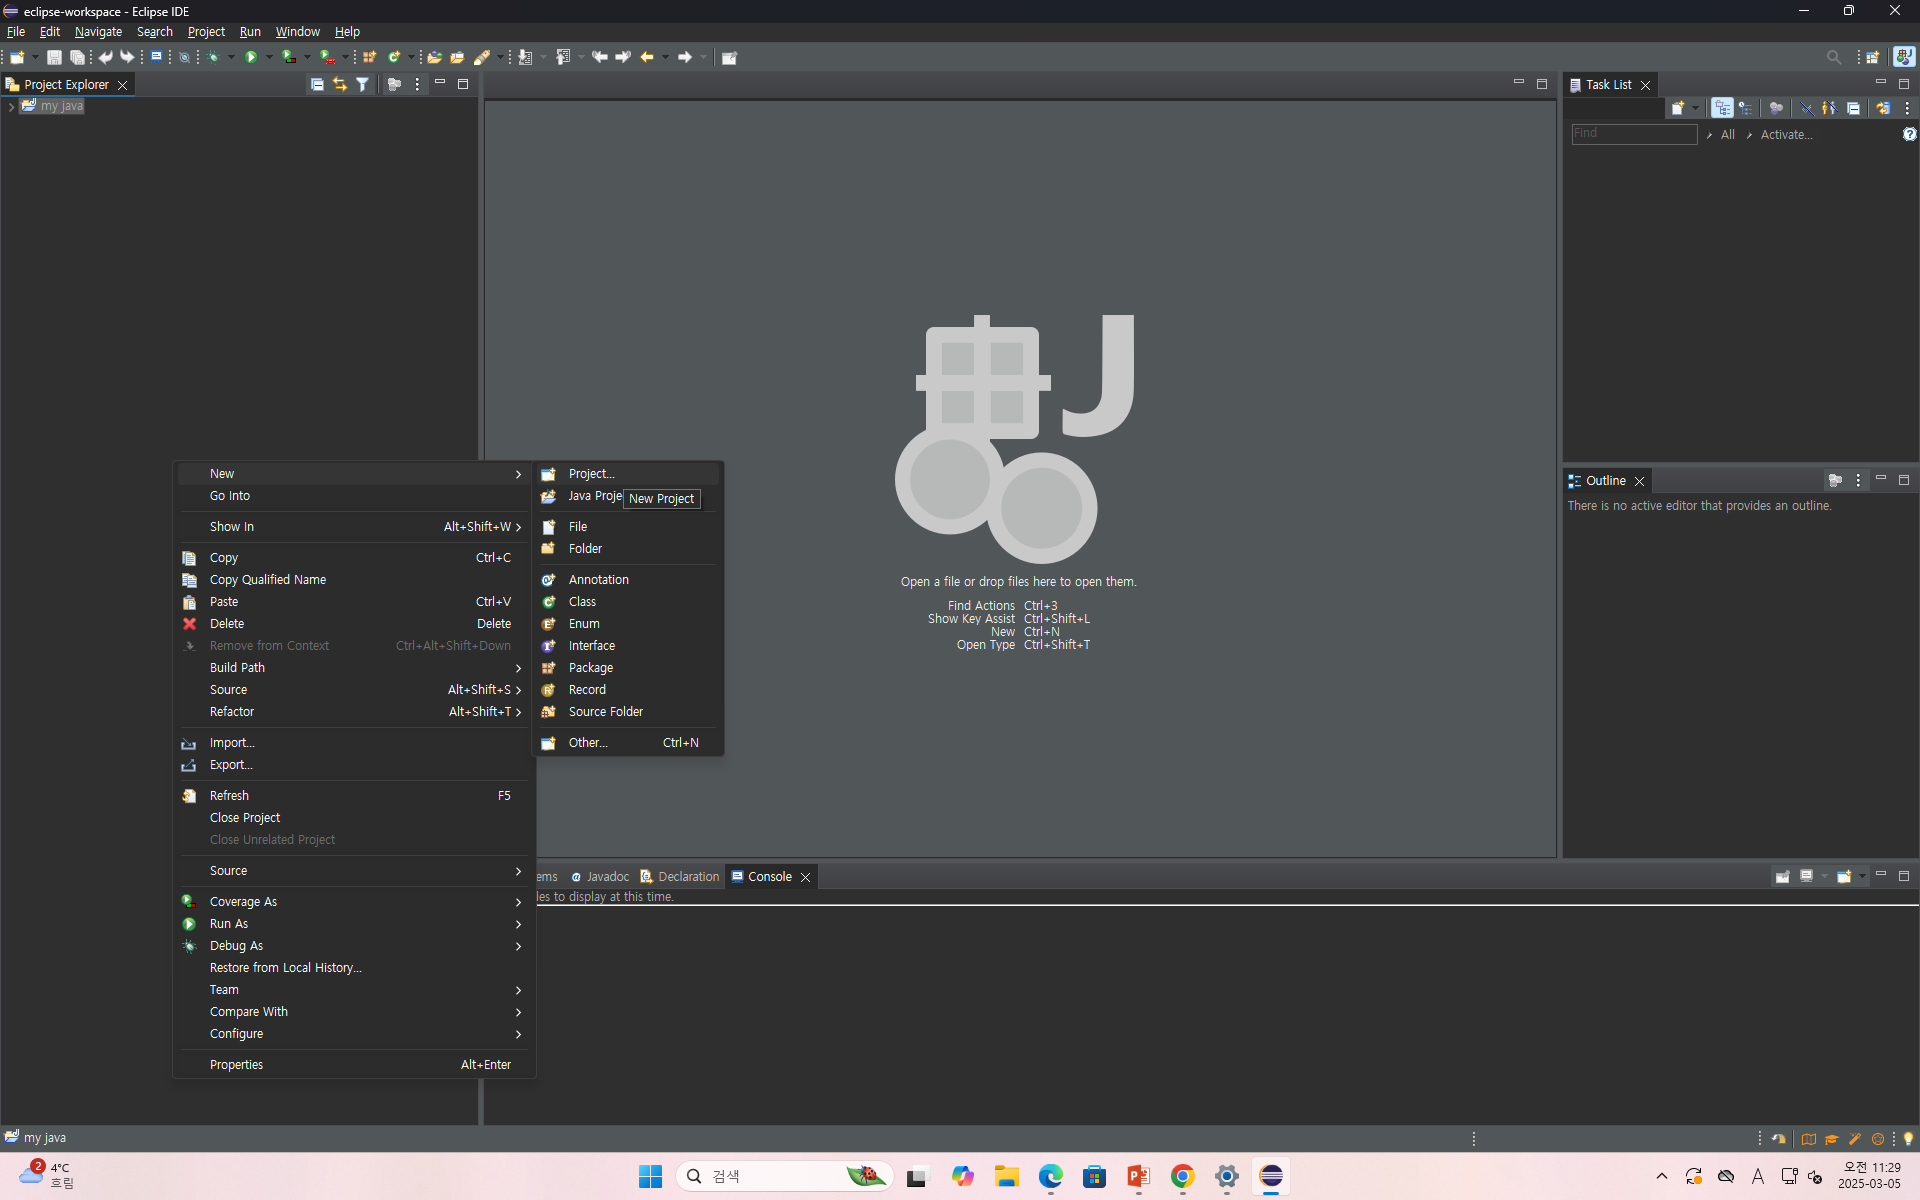 eclipse-workspace - Eclipse IDE
File Edit Navigate Search Project Run Window Help
Project Explorer
my java
Task List
Find
All
Activate...
Outline
There is no active editor that provides an outline.
New
Go Into
Show In Alt+Shift+W
Copy Ctrl+C
Copy Qualified Name
Paste Ctrl+V
Delete Delete
Remove from Context Ctrl+Alt+Shift+Down
Build Path
Source Alt+Shift+S
Refactor Alt+Shift+T
Import...
Export...
Refresh F5
Close Project
Close Unrelated Project
Source
Coverage As
Run As
Debug As
Restore from Local History...
Team
Compare With
Configure
Properties Alt+Enter
Project...
Java Proje
New Project
File
Folder
Annotation
Class
Enum
Interface
Package
Record
Source Folder
Other... Ctrl+N
J
Open a file or drop files here to open them.
Find Actions Ctrl+3
Show Key Assist Ctrl+Shift+L
New Ctrl+N
Open Type Ctrl+Shift+T
ems Javadoc Declaration Console
les to display at this time.
my java
2
4°C
흐림
검색
A
오전 11:29
2025-03-05